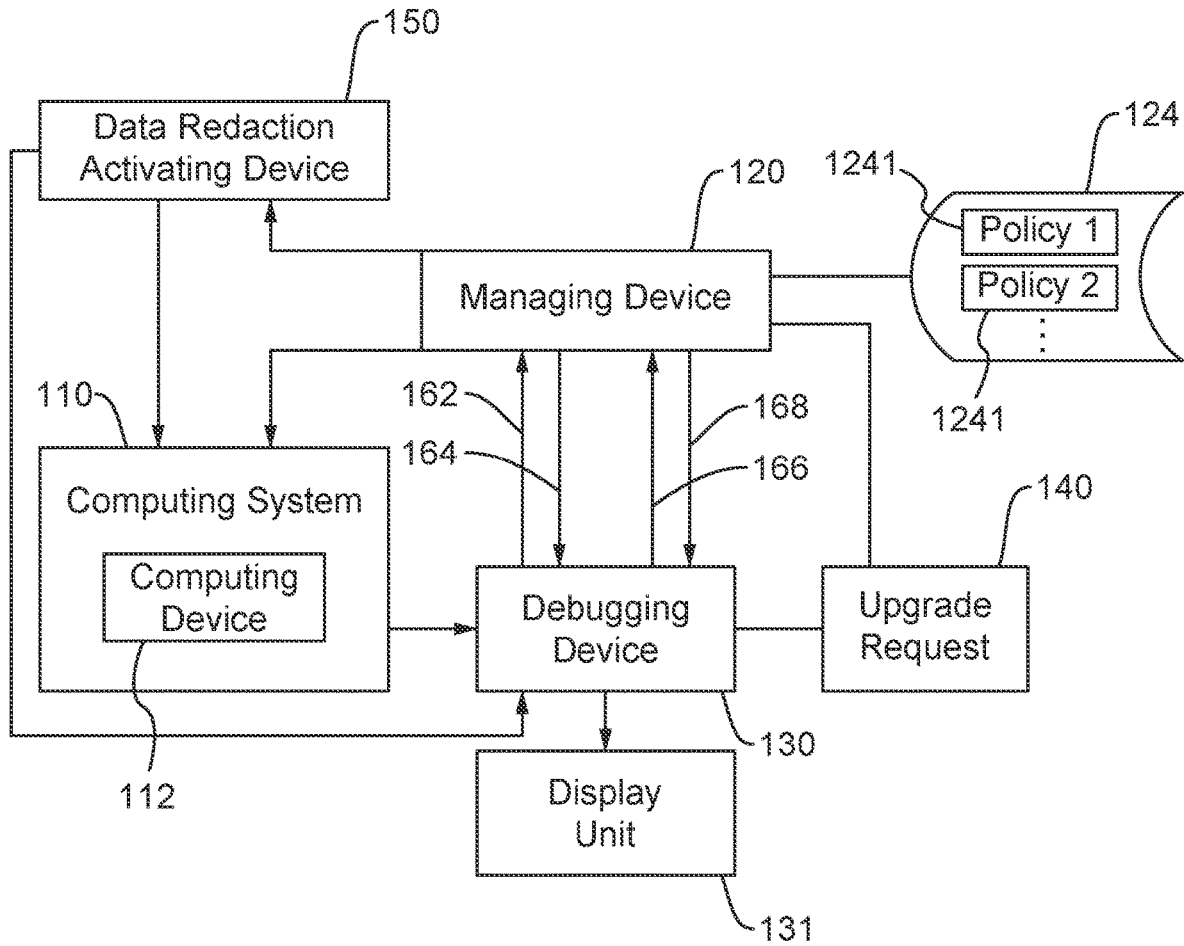 150
Data Redaction
Activating Device
124
120
1241
Policy 1
Managing Device
Policy 2
110
162
168
1241
164
166
140
Computing System
Computing
Device
Debugging
Device
Upgrade
Request
130
112
Display
Unit
131